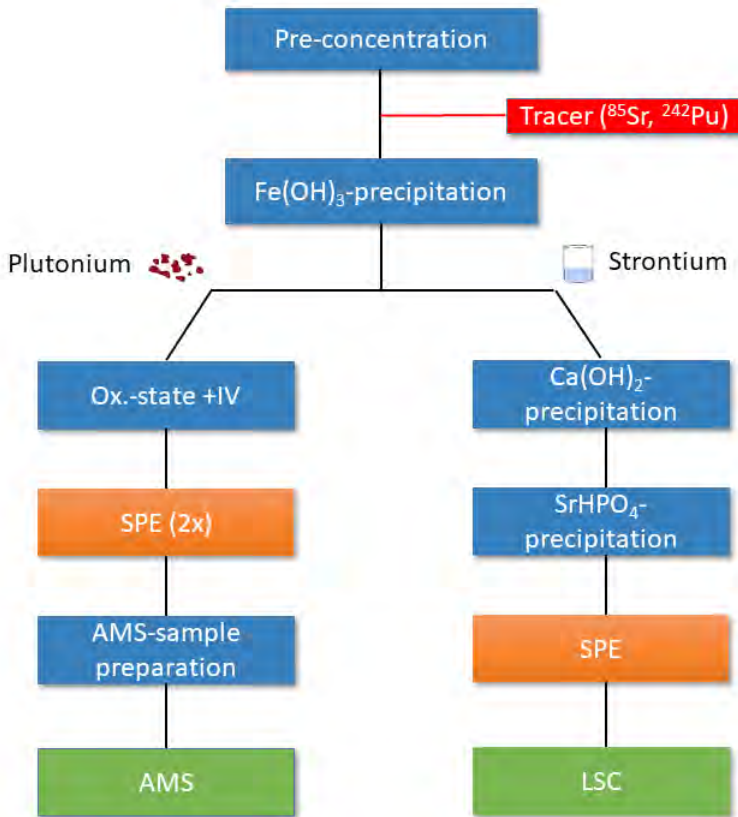 Pre-concentration
Tracer (⁸⁵Sr, ²⁴²Pu)
Fe(OH)₃-precipitation
Plutonium
Strontium
Ox.-state +IV
Ca(OH)₂-
precipitation
SPE (2x)
SrHPO₄-
precipitation
AMS-sample
preparation
SPE
AMS
LSC